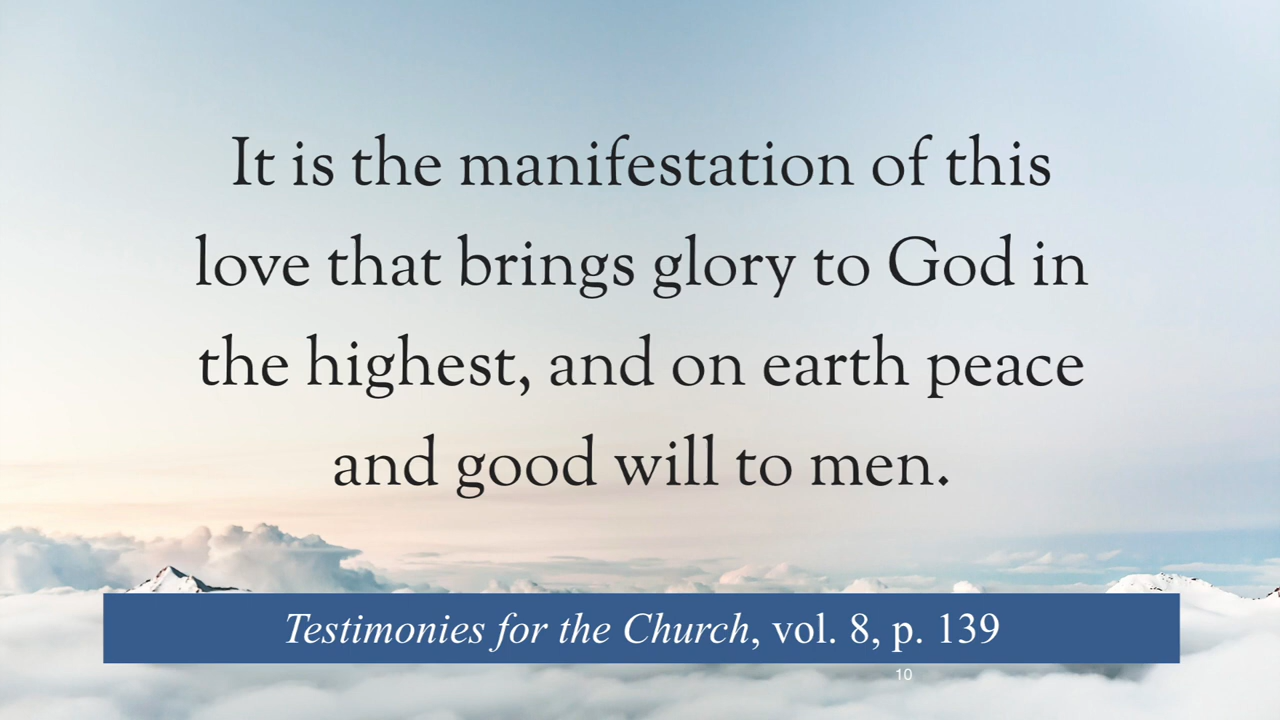 It is the manifestation of this
love that brings glory to God in
the highest, and on earth peace
and good will to men.
Testimonies for the Church, vol. 8, p. 139
10